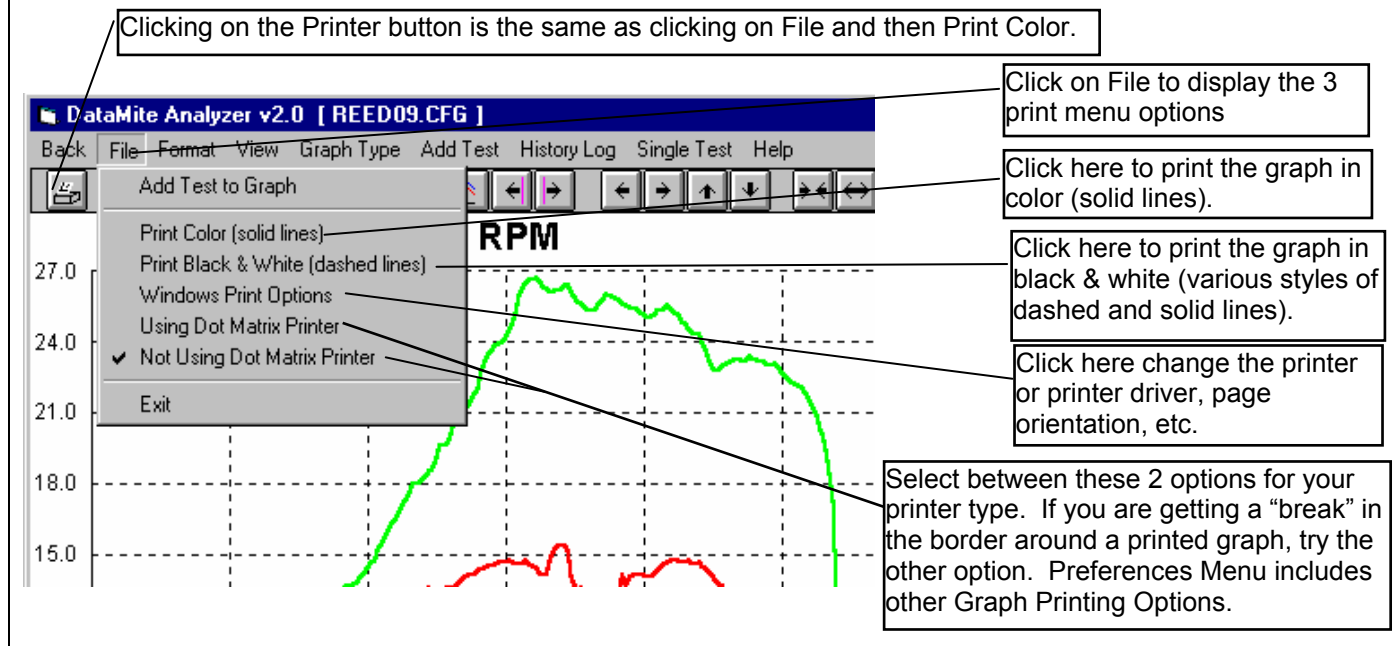 Clicking on the Printer button is the same as clicking on File and then Print Color.
Click on File to display the 3
print menu options
DataMite Analyzer v2.0 [ REED09.CFG ]
Back File Format View Graph Type Add Test History Log Single Test Help
Click here to print the graph in
color (solid lines).
Add Test to Graph
Print Color (solid lines)
Print Black & White (dashed lines)
Windows Print Options
Using Dot Matrix Printer
✔ Not Using Dot Matrix Printer
Exit
RPM
27.0
24.0
21.0
18.0
15.0
Click here to print the graph in
black & white (various styles of
dashed and solid lines).
Click here change the printer
or printer driver, page
orientation, etc.
Select between these 2 options for your
printer type. If you are getting a “break” in
the border around a printed graph, try the
other option. Preferences Menu includes
other Graph Printing Options.